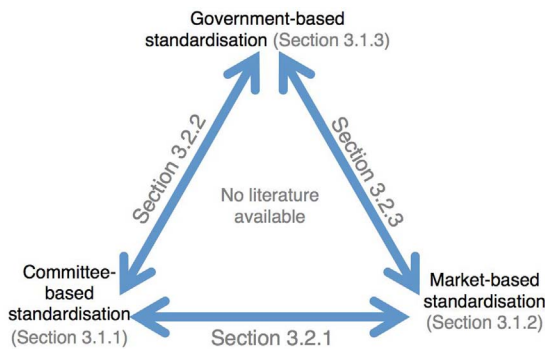 Government-based
standardisation (Section 3.1.3)
Section 3.2.2
Section 3.2.3
No literature
available
Committee-
based
standardisation
(Section 3.1.1)
Market-based
standardisation
(Section 3.1.2)
Section 3.2.1